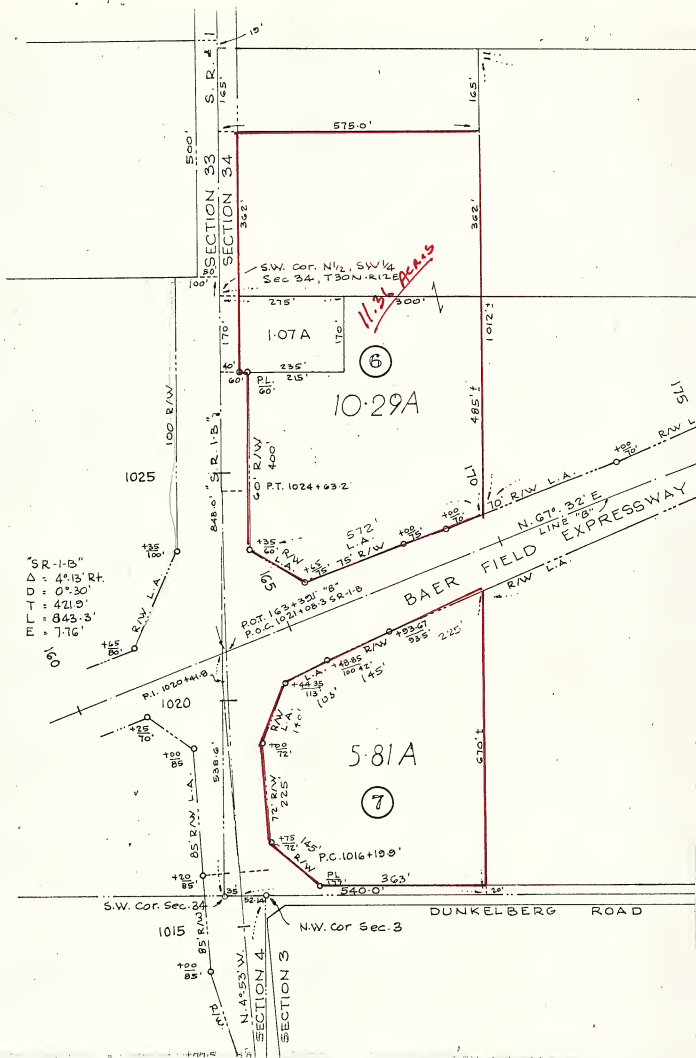 19'
S. R. # 1
165'
165'
11
575.0'
500'
SECTION 33
SECTION 34
362'
362'
S.W. Cor. N1/2, SW1/4
Sec 34, T30N-R12E
11.36 ACRES
50'
100'
275'
300'
170'
1.07A
170'
1012'±
40'
60'
P.L.
60'
235'
215'
6
10.29A
485'±
175
100' R/W
60' R/W
400'
848.0' "S.R. 1-B"
1025
P.T. 1024+63.2'
170
+00
70'
R/W L.A.
70' R/W L.A.
N. 67° 32' E
LINE "B"
BAER FIELD EXPRESSWAY
R/W L.A.
+35
100'
+35
60'
R/W
L.A.
165
572'
L.A.
75' R/W
+65
75'
+00
75'
+00
70'
"SR-1-B"
Δ = 4°.13' Rt.
D = 0°.30'
T = 421.9'
L = 843.3'
E = 7.76'
R/W L.A.
+65
80'
160
P.O.T. 163+391' "B"
P.O.C. 1021+08.3 SR-1-B
P.I. 1020+41.8
1020
+93.67
93.5'
225'
+48.85
100.42'
145'
L.A. R/W
+44.35
113'
103'
R/W
L.A.
140'
+25
70'
+00
85
+00
72'
538.6'
85' R/W L.A.
72' R/W
225'
5.81A
7
670'±
+75
72'
145'
R/W
P.C. 1016+19.9'
PL
177'
363'
540.0'
20'
+20
85'
35
52.14'
S.W. Cor. Sec. 34
N.W. Cor Sec. 3
DUNKELBERG ROAD
1015
85' R/W
+00
85'
R/W
N. 4° 53' W.
SECTION 4
SECTION 3